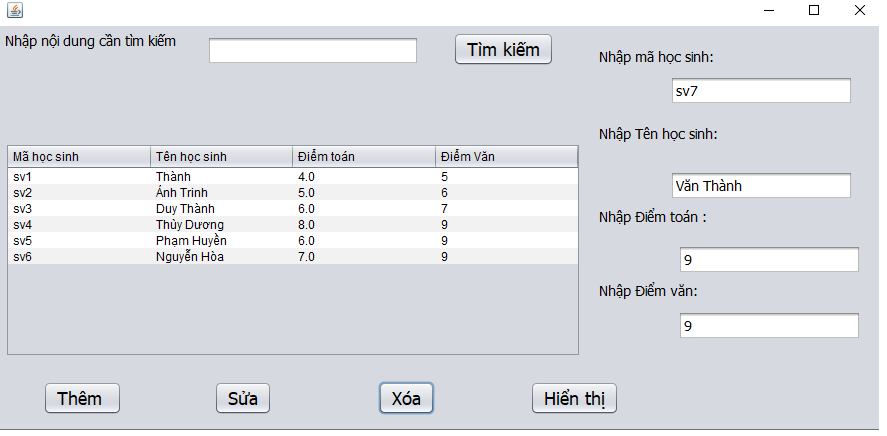 Nhập nội dung cần tìm kiếm
Tìm kiếm
Nhập mã học sinh:
sv7
Nhập Tên học sinh:
Văn Thành
Nhập Điểm toán :
9
Nhập Điểm văn:
9
Mã học sinh Tên học sinh Điểm toán Điểm Văn
sv1 Thành 4.0 5
sv2 Ánh Trinh 5.0 6
sv3 Duy Thành 6.0 7
sv4 Thùy Dương 8.0 9
sv5 Phạm Huyền 6.0 9
sv6 Nguyễn Hòa 7.0 9
Thêm Sửa Xóa Hiển thị